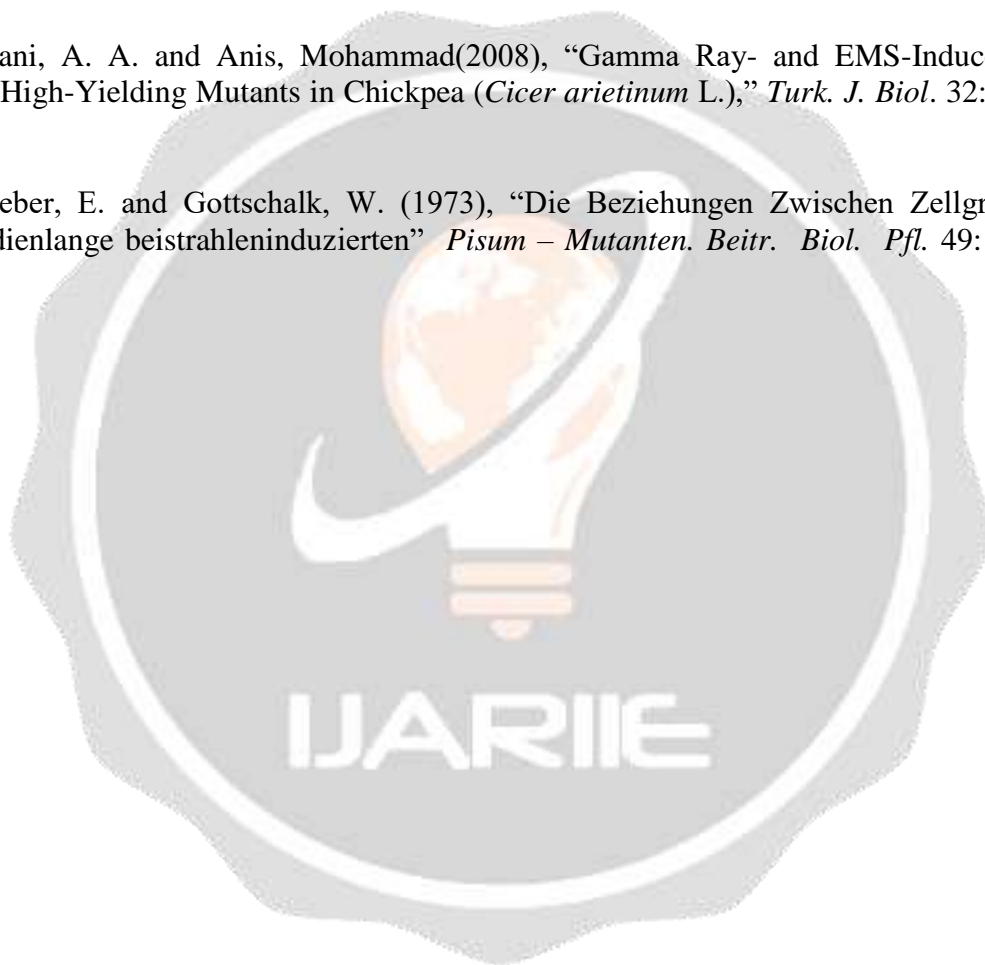 ani, A. A. and Anis, Mohammad(2008), “Gamma Ray- and EMS-Induc
High-Yielding Mutants in Chickpea (Cicer arietinum L.),” Turk. J. Biol. 32:
eber, E. and Gottschalk, W. (1973), “Die Beziehungen Zwischen Zellgr
dienlange beistrahleninduzierten” Pisum – Mutanten. Beitr. Biol. Pfl. 49:
IJARIIE